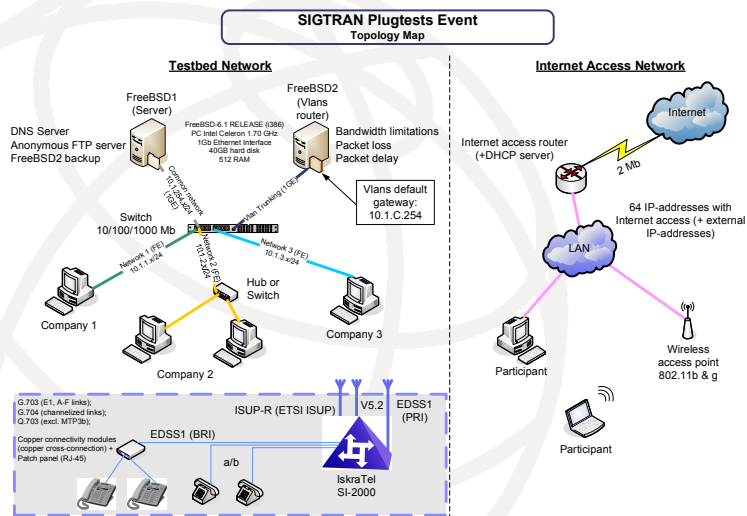 SIGTRAN Plugtests Event
Topology Map
Testbed Network
FreeBSD1
(Server)
DNS Server
Anonymous FTP server
FreeBSD2 backup
FreeBSD-6.1 RELEASE (i386)
PC Intel Celeron 1.70 GHz
1Gb Ethernet Interface
40GB hard disk
512 RAM
FreeBSD2
(Vlans
router)
Bandwidth limitations
Packet loss
Packet delay
Vlans default
gateway:
10.1.C.254
Common network
10.1.254.x/24
(1GE)
Vlan Trunking (1GE)
Switch
10/100/1000 Mb
Network 1 (FE)
10.1.1.x/24
Network 2 (FE)
10.1.2.x/24
Network 3 (FE)
10.1.3.x/24
Hub or
Switch
Company 1
Company 2
Company 3
G.703 (E1, A-F links);
G.704 (channelized links);
Q.703 (excl. MTP3b);
Copper connectivity modules
(copper cross-connection) +
Patch panel (RJ-45)
ISUP-R (ETSI ISUP)
V5.2
EDSS1
(PRI)
EDSS1 (BRI)
a/b
IskraTel
SI-2000
Internet Access Network
Internet
Internet access router
(+DHCP server)
2 Mb
64 IP-addresses with
Internet access (+ external
IP-addresses)
LAN
Participant
Wireless
access point
802.11b & g
Participant